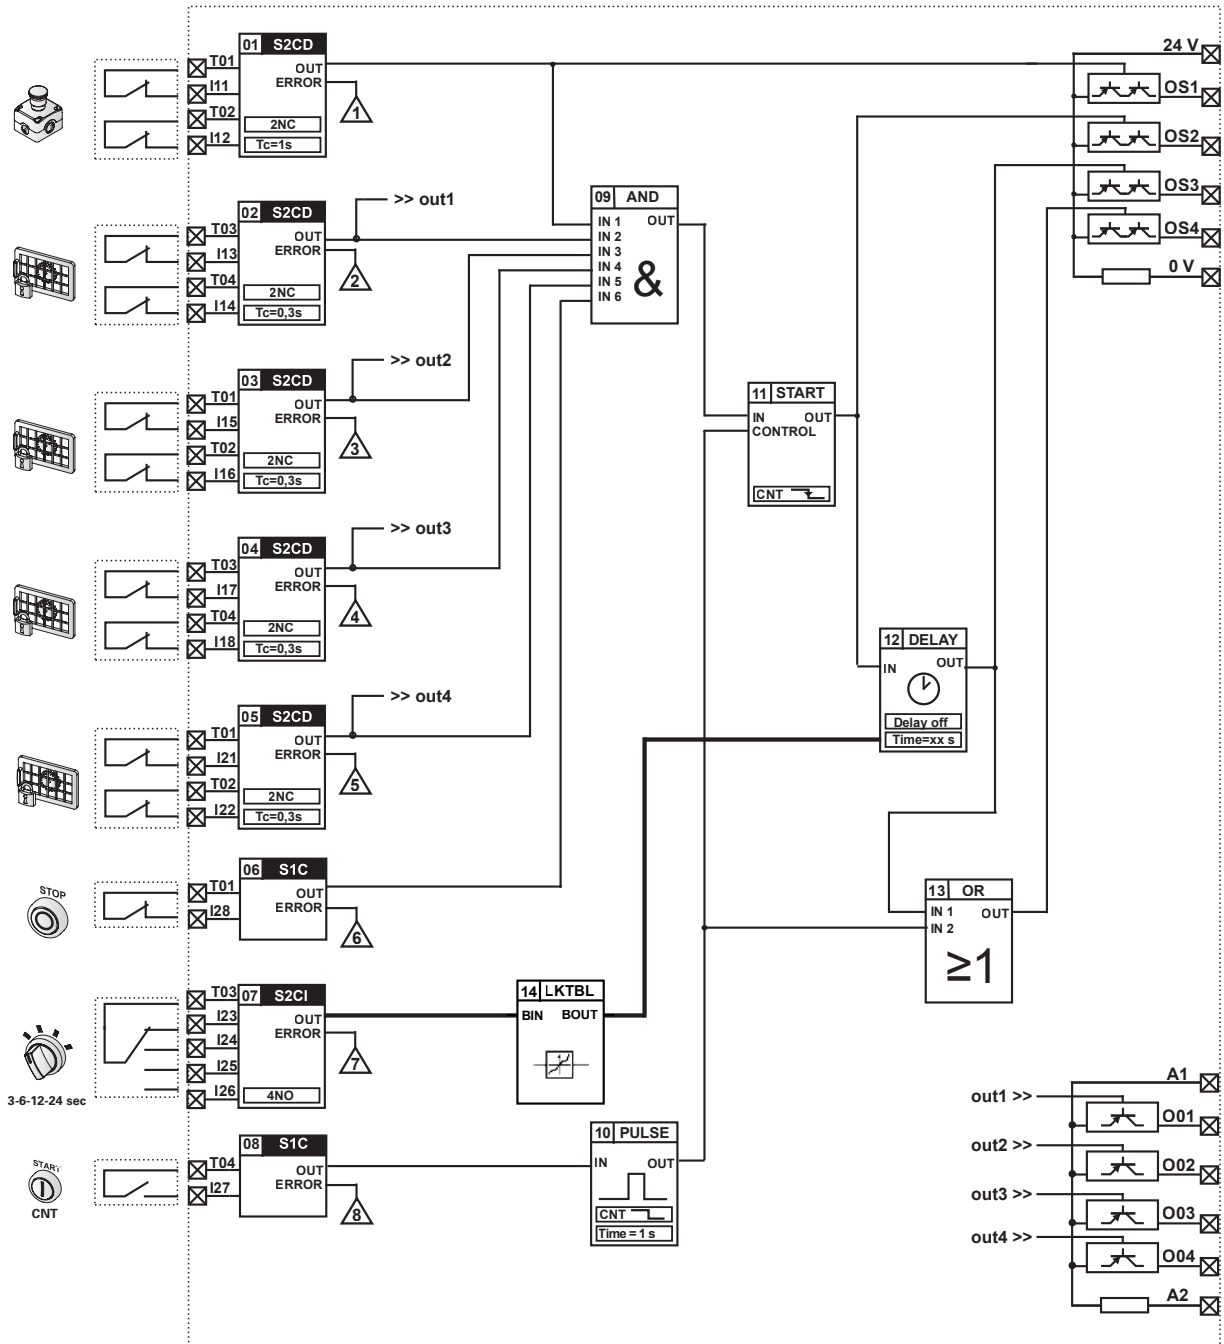 01 S2CD
T01
OUT
I11
ERROR
T02
1
2NC
I12
Tc=1s
24 V
OS1
OS2
OS3
OS4
0 V
02 S2CD
>> out1
T03
OUT
I13
ERROR
T04
2
2NC
I14
Tc=0,3s
09 AND
IN 1 OUT
IN 2
IN 3
IN 4
IN 5
IN 6
&
03 S2CD
>> out2
T01
OUT
I15
ERROR
T02
3
2NC
I16
Tc=0,3s
11 START
IN OUT
CONTROL
CNT
04 S2CD
>> out3
T03
OUT
I17
ERROR
T04
4
2NC
I18
Tc=0,3s
05 S2CD
>> out4
T01
OUT
I21
ERROR
T02
5
2NC
I22
Tc=0,3s
12 DELAY
IN OUT
Delay off
Time=xx s
STOP
06 S1C
T01
OUT
I28
ERROR
6
13 OR
IN 1 OUT
IN 2
≥1
3-6-12-24 sec
07 S2CI
T03
OUT
I23
ERROR
I24
7
I25
I26
4NO
14 LKTBL
BIN BOUT
START
CNT
08 S1C
T04
OUT
I27
ERROR
8
10 PULSE
IN OUT
CNT
Time = 1 s
A1
out1 >>
O01
out2 >>
O02
out3 >>
O03
out4 >>
O04
A2